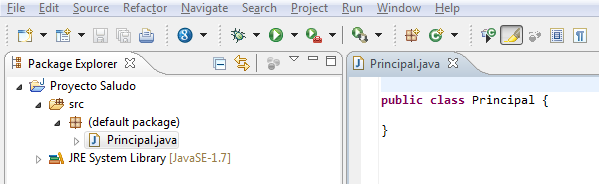 File Edit Source Refactor Navigate Search Project Run Window Help
8
Package Explorer
Proyecto Saludo
src
(default package)
Principal.java
JRE System Library [JavaSE-1.7]
Principal.java
public class Principal {
}